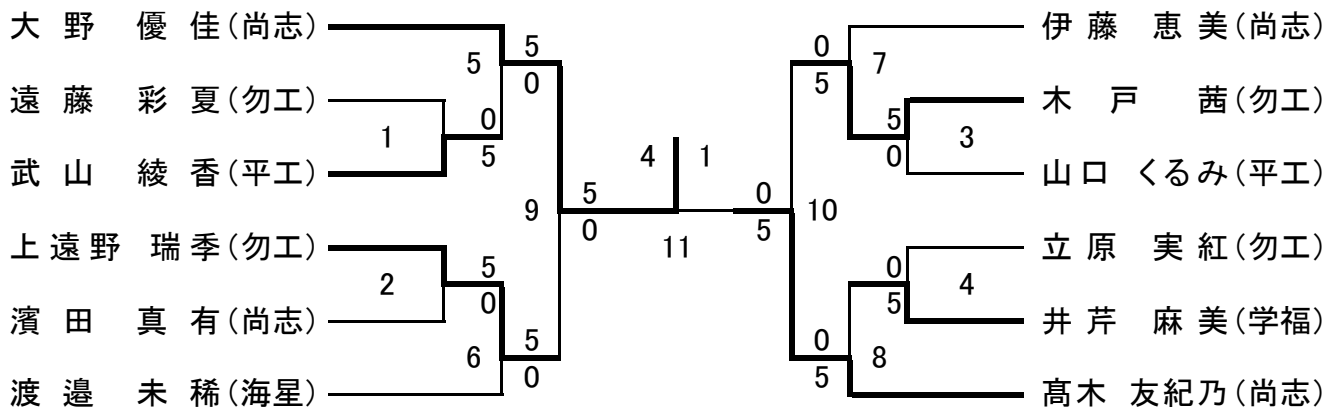 大野 優佳(尚志)
遠藤 彩夏(勿工)
武山 綾香(平工)
上遠野 瑞季(勿工)
濱田 真有(尚志)
渡邉 未稀(海星)
5
5
0
1
0
5
9
2
5
0
6
5
0
5
0
4
1
11
0
5
10
0
5
7
5
0
3
0
5
4
0
5
8
伊藤 恵美(尚志)
木戸 茜(勿工)
山口 くるみ(平工)
立原 実紅(勿工)
井芹 麻美(学福)
髙木 友紀乃(尚志)